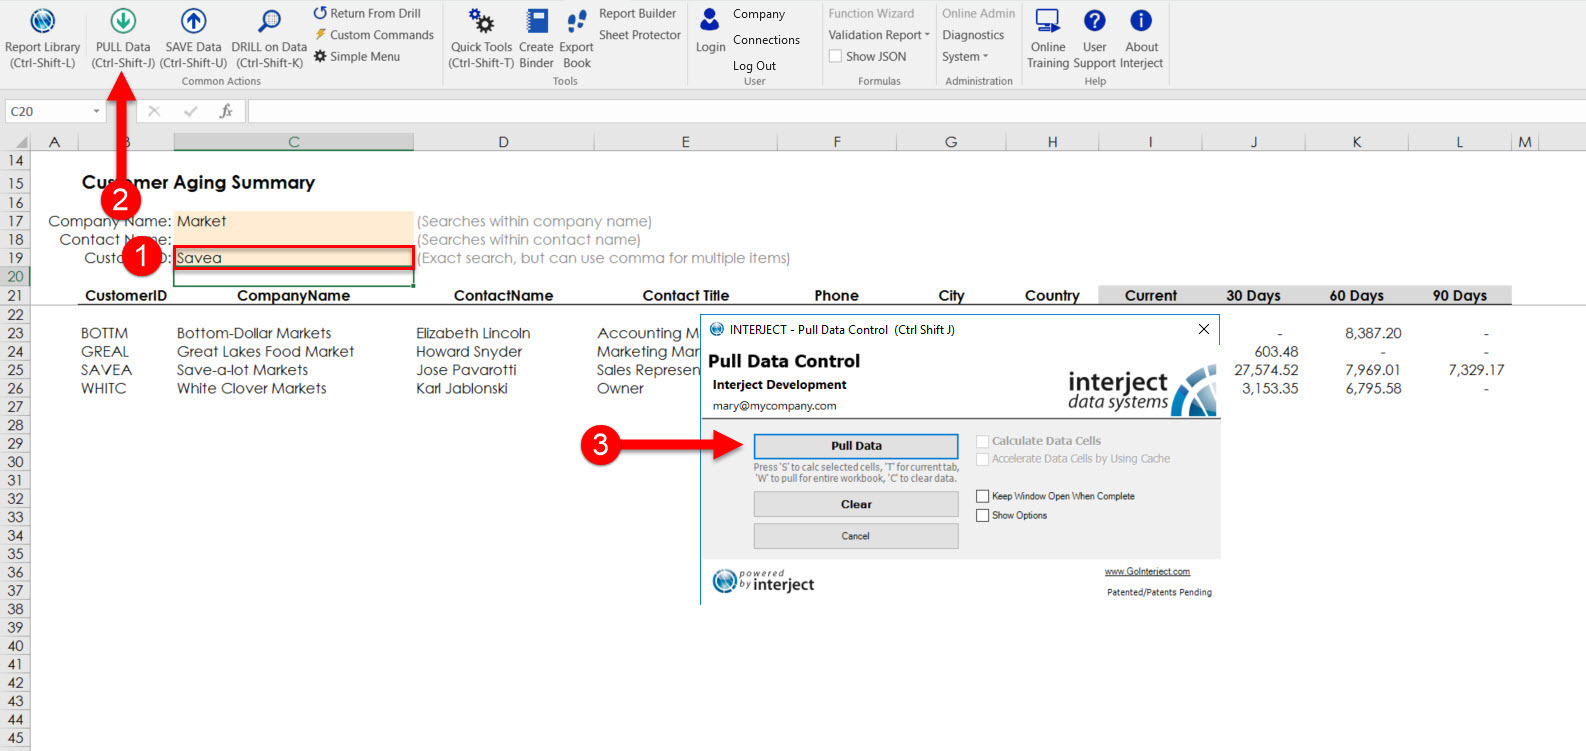 Report Library
(Ctrl-Shift-L)
PULL Data
(Ctrl-Shift-J)
SAVE Data
(Ctrl-Shift-U)
DRILL on Data
(Ctrl-Shift-K)
Return From Drill
Custom Commands
Simple Menu
Common Actions
Quick Tools
(Ctrl-Shift-T)
Create
Binder
Export
Book
Report Builder
Sheet Protector
Tools
Login
Company
Connections
Log Out
User
Function Wizard
Validation Report
Show JSON
Formulas
Online Admin
Diagnostics
System
Administration
Online
Training
User
Support
About
Interject
Help
C20
fx
A B C D E F G H I J K L M
14
15 Customer Aging Summary
16
2
17 Company Name: Market (Searches within company name)
18 Contact Name: (Searches within contact name)
1
19 Savea (Exact search, but can use comma for multiple items)
20
21 CustomerID CompanyName ContactName Contact Title Phone City Country Current 30 Days 60 Days 90 Days
22
23 BOTTM Bottom-Dollar Markets Elizabeth Lincoln Accounting M - 8,387.20 -
24 GREAL Great Lakes Food Market Howard Snyder Marketing Mar 603.48 - -
25 SAVEA Save-a-lot Markets Jose Pavarotti Sales Represen 27,574.52 7,969.01 7,329.17
26 WHITC White Clover Markets Karl Jablonski Owner 3,153.35 6,795.58 -
27
28
29
30
31
32
33
34
35
36
37
38
39
40
41
42
43
44
45
INTERJECT - Pull Data Control (Ctrl Shift J)
Pull Data Control
Interject Development
mary@mycompany.com
interject
data systems
3
Pull Data
Press 'S' to calc selected cells, 'T' for current tab,
'W' to pull for entire workbook, 'C' to clear data.
Clear
Cancel
Calculate Data Cells
Accelerate Data Cells by Using Cache
Keep Window Open When Complete
Show Options
powered
by interject
www.GoInterject.com
Patented/Patents Pending